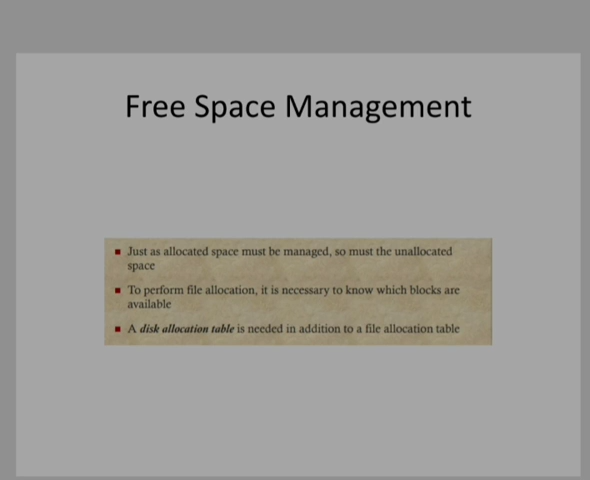 Free Space Management
Just as allocated space must be managed, so must the unallocated
space
To perform file allocation, it is necessary to know which blocks are
available
A disk allocation table is needed in addition to a file allocation table